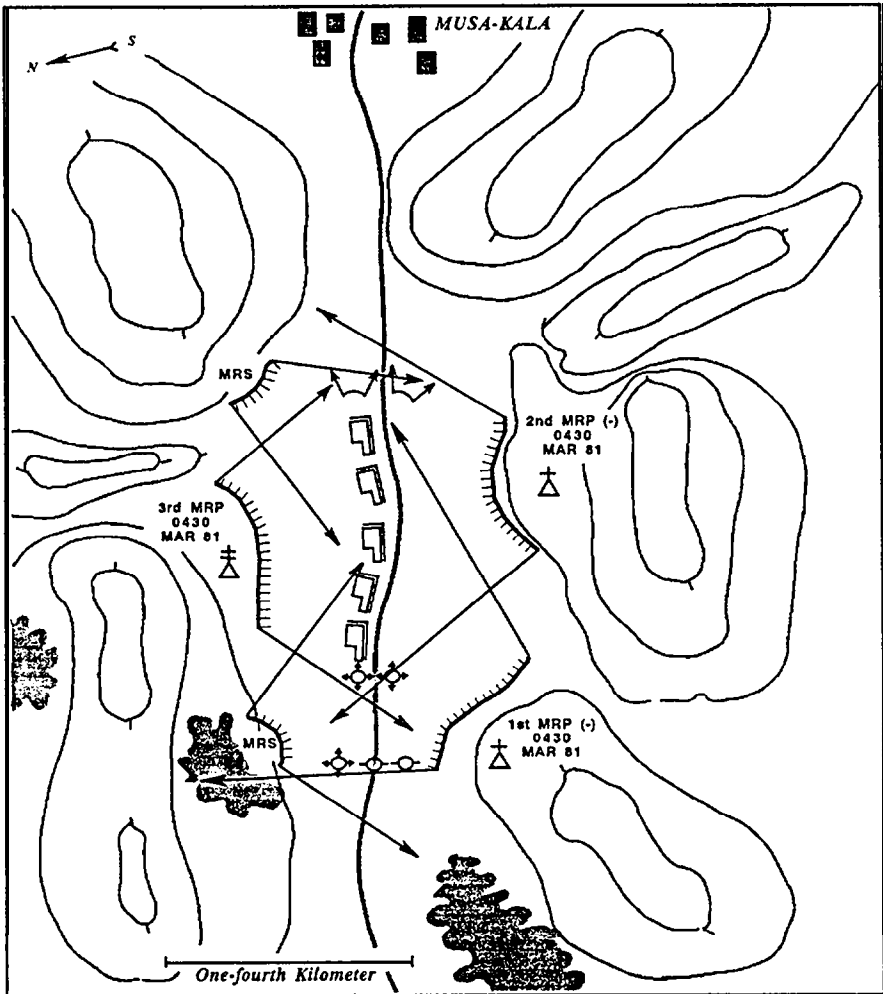 MUSA-KALA
N
S
MRS
2nd MRP (-)
0430
MAR 81
3rd MRP
0430
MAR 81
MRS
1st MRP (-)
0430
MAR 81
One-fourth Kilometer